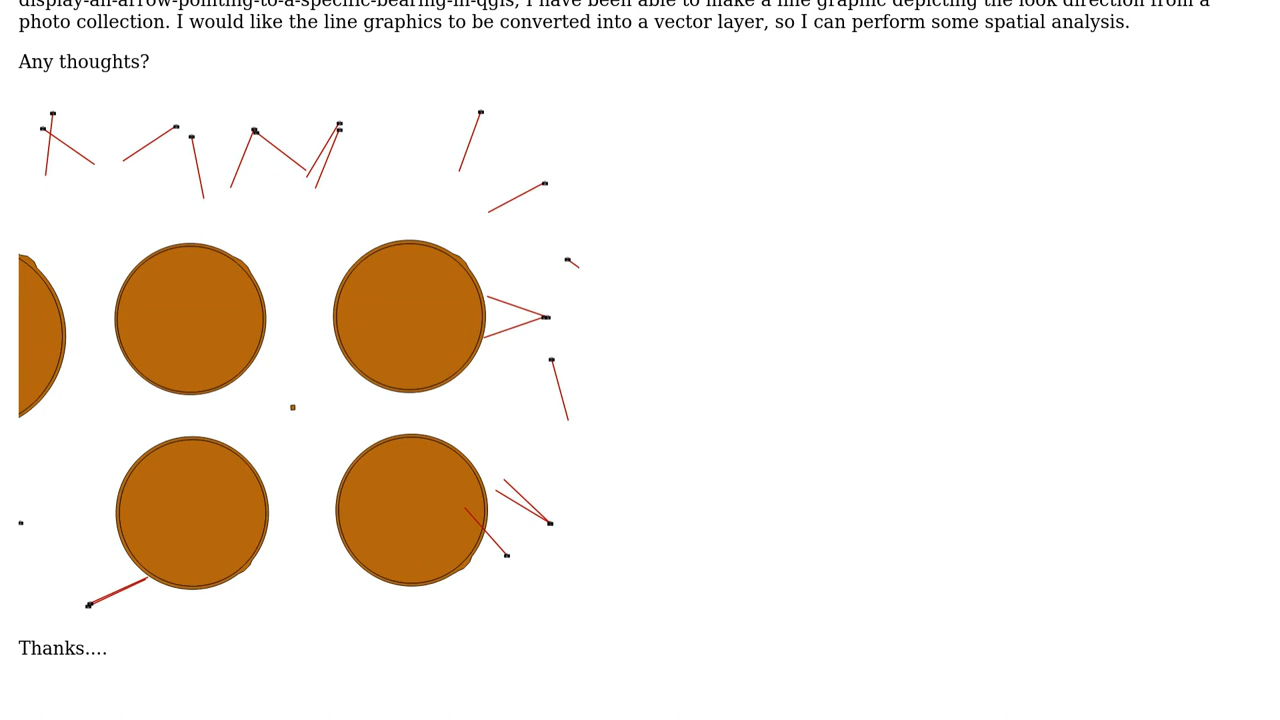 display-an-arrow-pointing-to-a-specific-bearing-in-qgis, I have been able to make a line graphic depicting the look direction from a
photo collection. I would like the line graphics to be converted into a vector layer, so I can perform some spatial analysis.
Any thoughts?
Thanks....